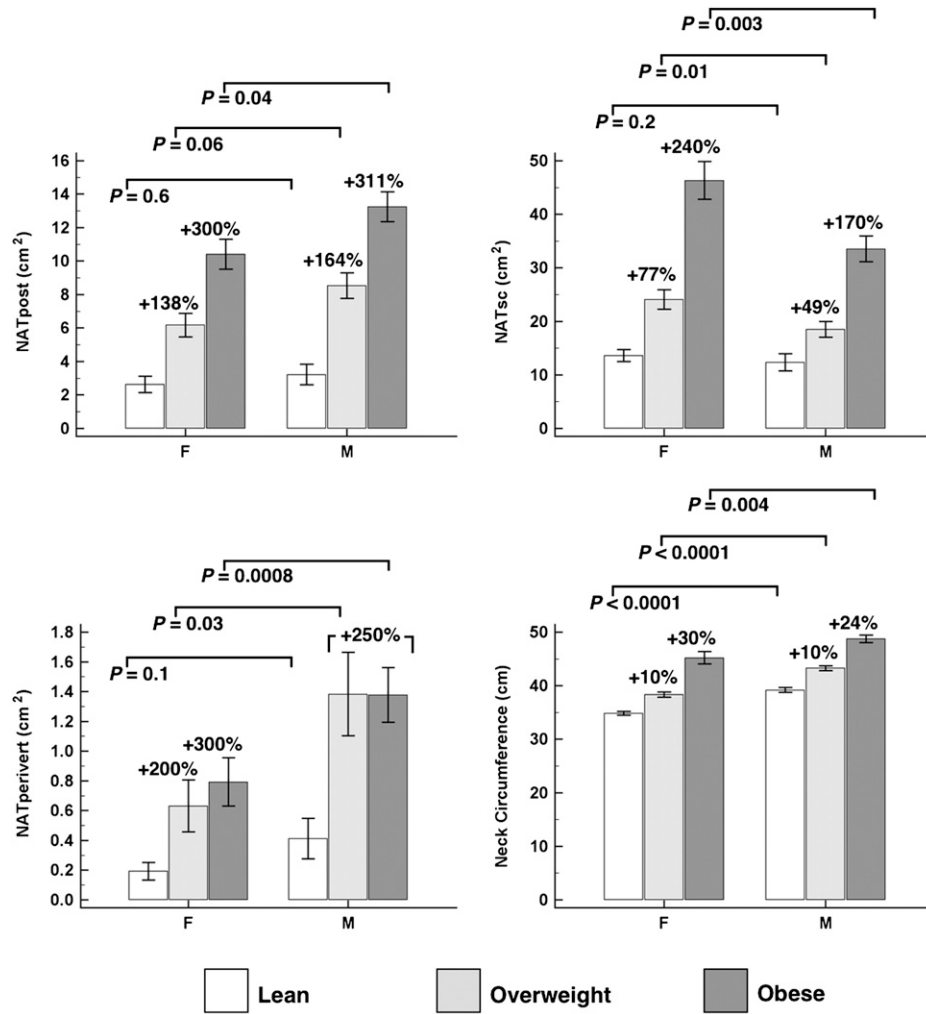 P = 0.04
P = 0.06
P = 0.6
16
14
12
10
8
6
4
2
0
NATpost (cm²)
+138%
+300%
+164%
+311%
F
M
P = 0.003
P = 0.01
P = 0.2
50
40
30
20
10
0
NATsc (cm²)
+77%
+240%
+49%
+170%
F
M
P = 0.0008
P = 0.03
P = 0.1
1.8
1.6
1.4
1.2
1.0
0.8
0.6
0.4
0.2
0.0
NATperivert (cm²)
+200%
+300%
+250%
F
M
P = 0.004
P < 0.0001
P < 0.0001
50
40
30
20
10
0
Neck Circumference (cm)
+10%
+30%
+10%
+24%
F
M
Lean
Overweight
Obese